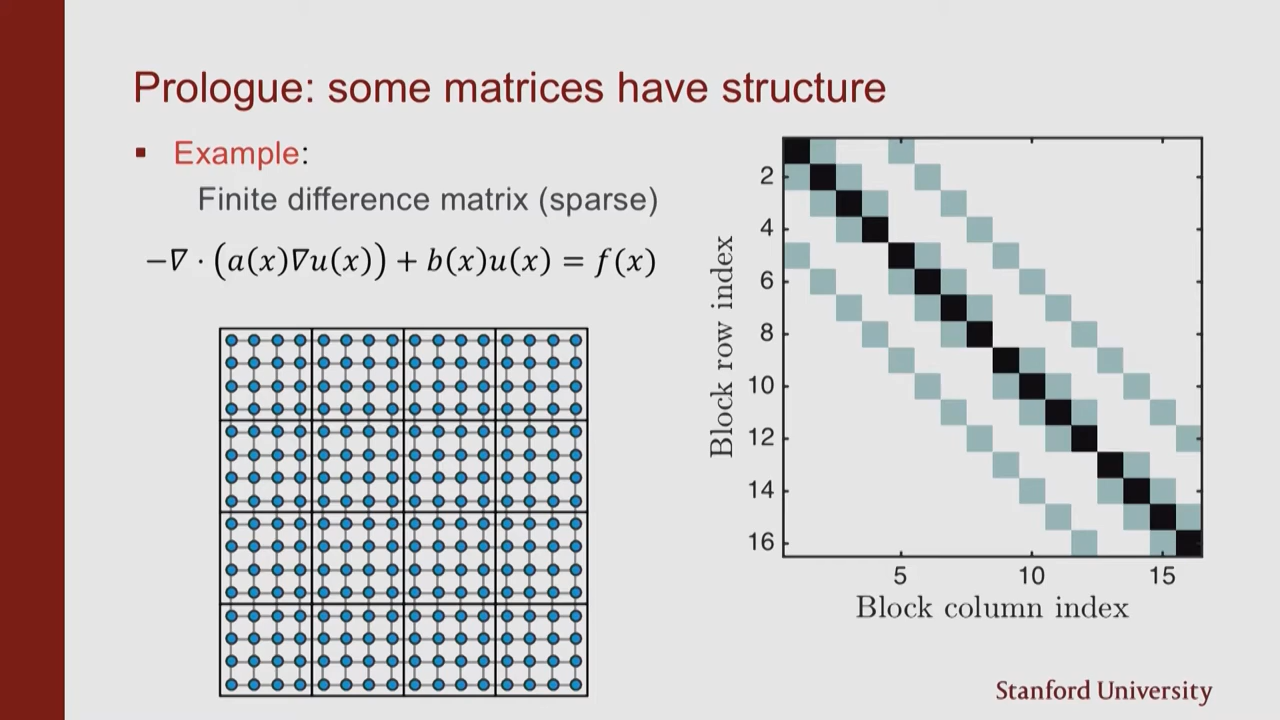 Prologue: some matrices have structure
Example:
Finite difference matrix (sparse)
−∇ · (a(x)∇u(x)) + b(x)u(x) = f(x)
Block row index
2
4
6
8
10
12
14
16
5 10 15
Block column index
Stanford University